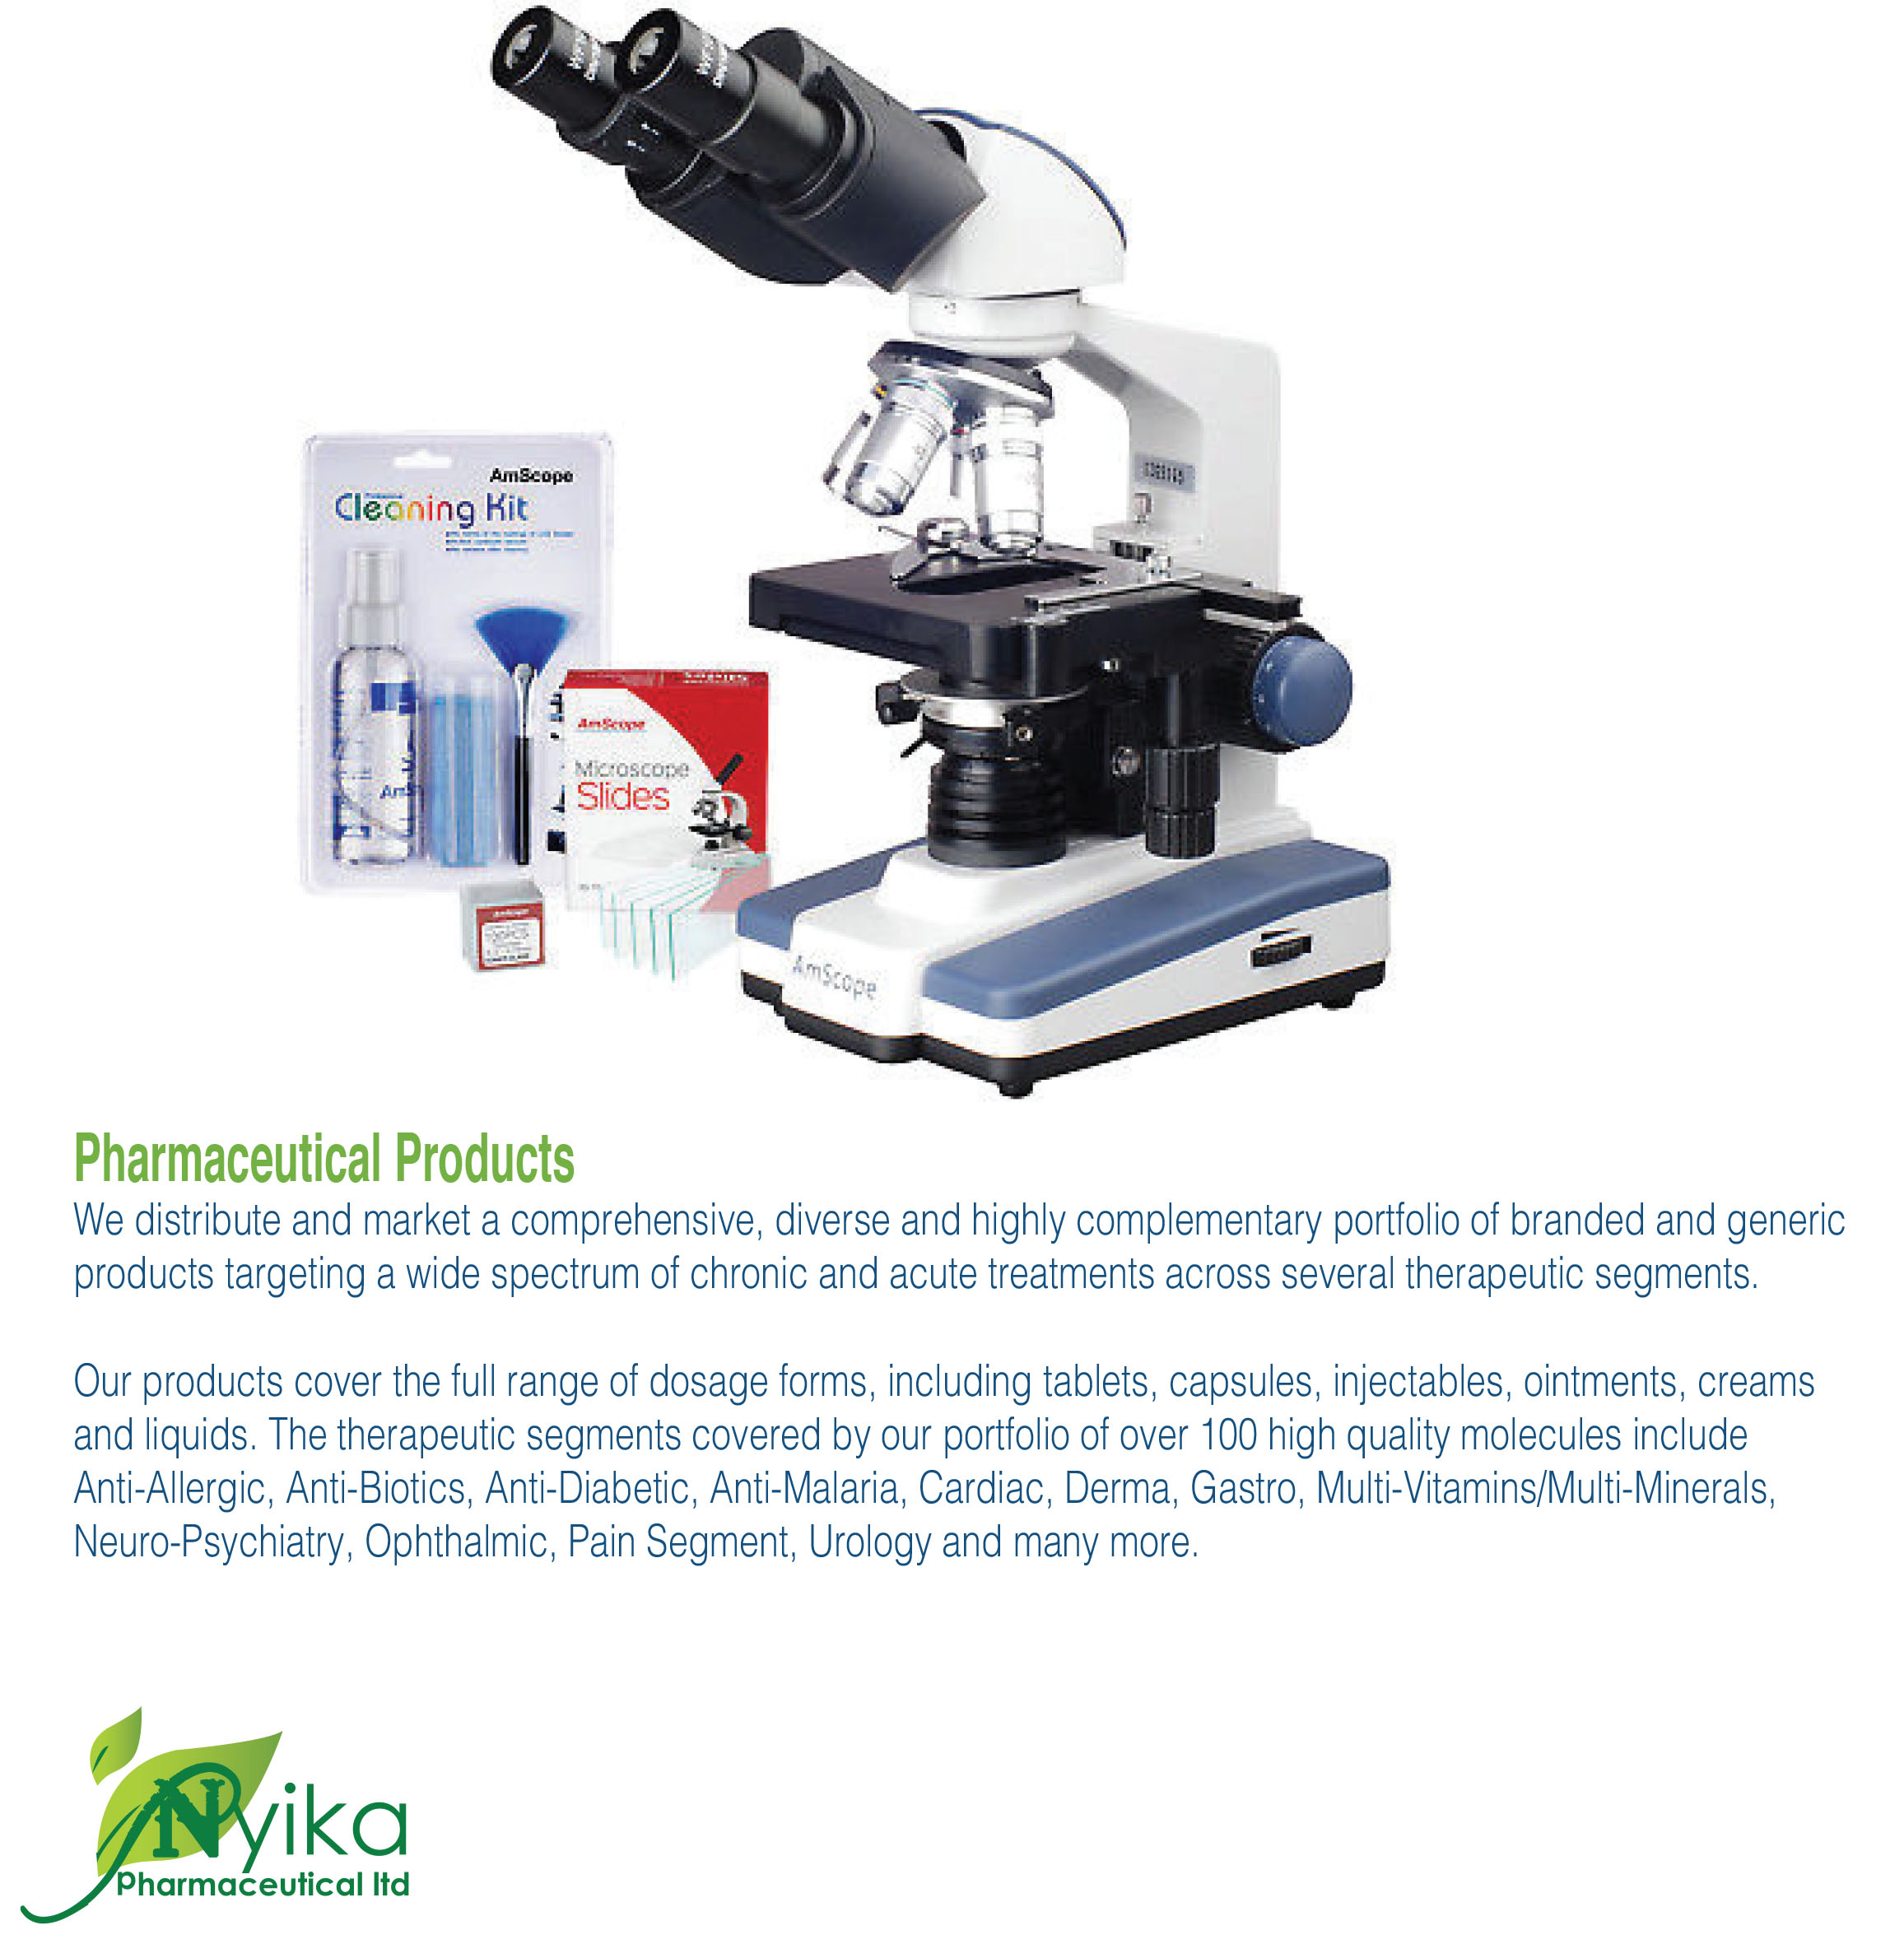 AmScope
Cleaning Kit
AmScope
Microscope
Slides
AmScope
Pharmaceutical Products
We distribute and market a comprehensive, diverse and highly complementary portfolio of branded and generic
products targeting a wide spectrum of chronic and acute treatments across several therapeutic segments.
Our products cover the full range of dosage forms, including tablets, capsules, injectables, ointments, creams
and liquids. The therapeutic segments covered by our portfolio of over 100 high quality molecules include
Anti-Allergic, Anti-Biotics, Anti-Diabetic, Anti-Malaria, Cardiac, Derma, Gastro, Multi-Vitamins/Multi-Minerals,
Neuro-Psychiatry, Ophthalmic, Pain Segment, Urology and many more.
Nyika
Pharmaceutical ltd